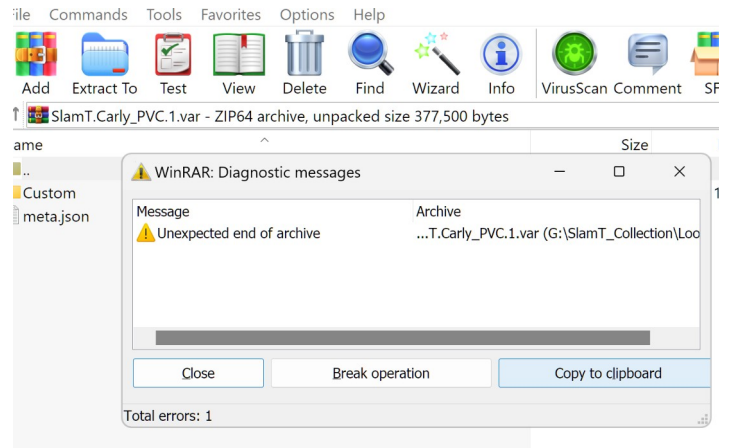 ile Commands Tools Favorites Options Help
Add Extract To Test View Delete Find Wizard Info VirusScan Comment SF
SlamT.Carly_PVC.1.var - ZIP64 archive, unpacked size 377,500 bytes
ame Size
..
WinRAR: Diagnostic messages
Custom 1
meta.json
Message Archive
Unexpected end of archive ...T.Carly_PVC.1.var (G:\SlamT_Collection\Loo
Close Break operation Copy to clipboard
Total errors: 1